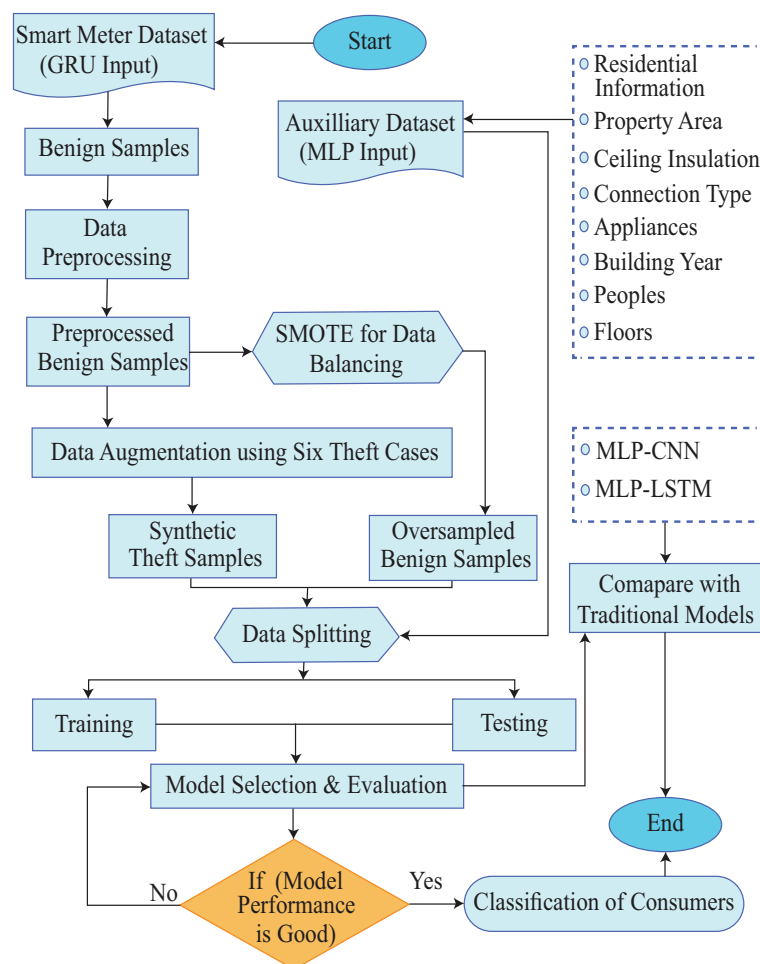 Smart Meter Dataset
(GRU Input)
Start
Benign Samples
Auxilliary Dataset
(MLP Input)
Residential
Information
Property Area
Ceiling Insulation
Connection Type
Appliances
Building Year
Peoples
Floors
Data
Preprocessing
Preprocessed
Benign Samples
SMOTE for Data
Balancing
Data Augmentation using Six Theft Cases
MLP-CNN
MLP-LSTM
Synthetic
Theft Samples
Oversampled
Benign Samples
Comapare with
Traditional Models
Data Splitting
Training
Testing
Model Selection & Evaluation
End
No
If (Model
Performance
is Good)
Yes
Classification of Consumers